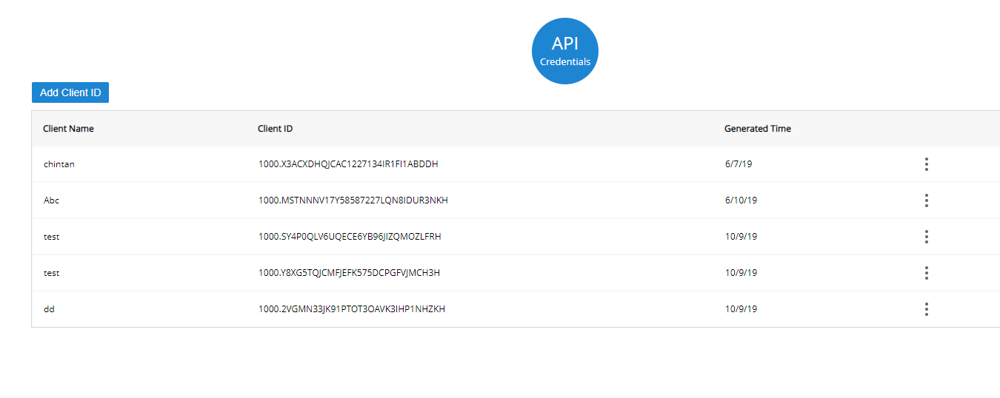 API
Credentials
Add Client ID
Client Name Client ID Generated Time
chintan 1000.X3ACXDHQJCAC1227134IR1FI1ABDDH 6/7/19
Abc 1000.MSTNNNV17Y58587227LQN8IDUR3NKH 6/10/19
test 1000.SY4P0QLV6UQECE6YB96JIZQMOZLFRH 10/9/19
test 1000.Y8XG5TQJCMFJEFK575DCPGFVJMCH3H 10/9/19
dd 1000.2VGMN33JK91PTOT3OAVK3IHP1NHZKH 10/9/19